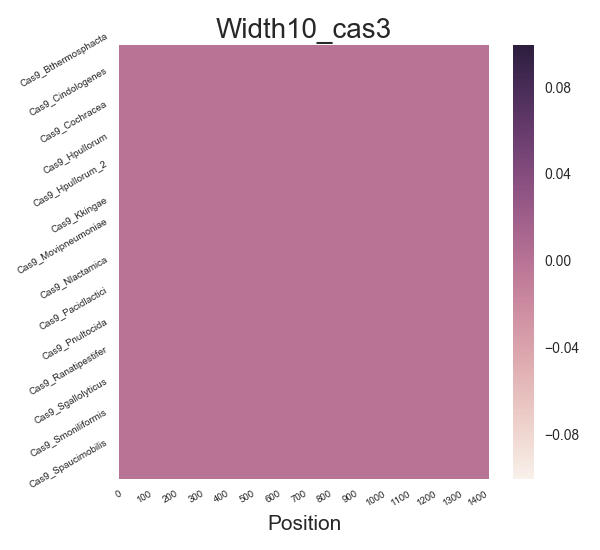 Width10_cas3
Cas9_Bthermosphacta
Cas9_Cindologenes
Cas9_Cochracea
Cas9_Hpullorum
Cas9_Hpullorum_2
Cas9_Kkingae
Cas9_Movipneumoniae
Cas9_Nlactamica
Cas9_Pacidlactici
Cas9_Pnultocida
Cas9_Ranatipestifer
Cas9_Sgallolyticus
Cas9_Smoniliformis
Cas9_Spaucimobilis
0 100 200 300 400 500 600 700 800 900 1000 1100 1200 1300 1400
Position
0.08
0.04
0.00
−0.04
−0.08